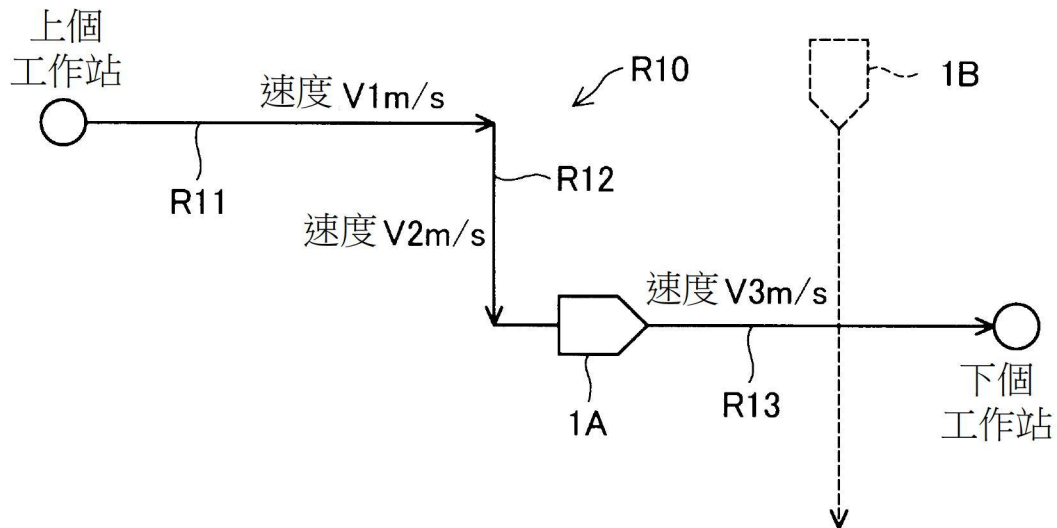 上個
工作站
速度 V1m/s
R10
1B
R11
R12
速度 V2m/s
速度 V3m/s
1A
R13
下個
工作站